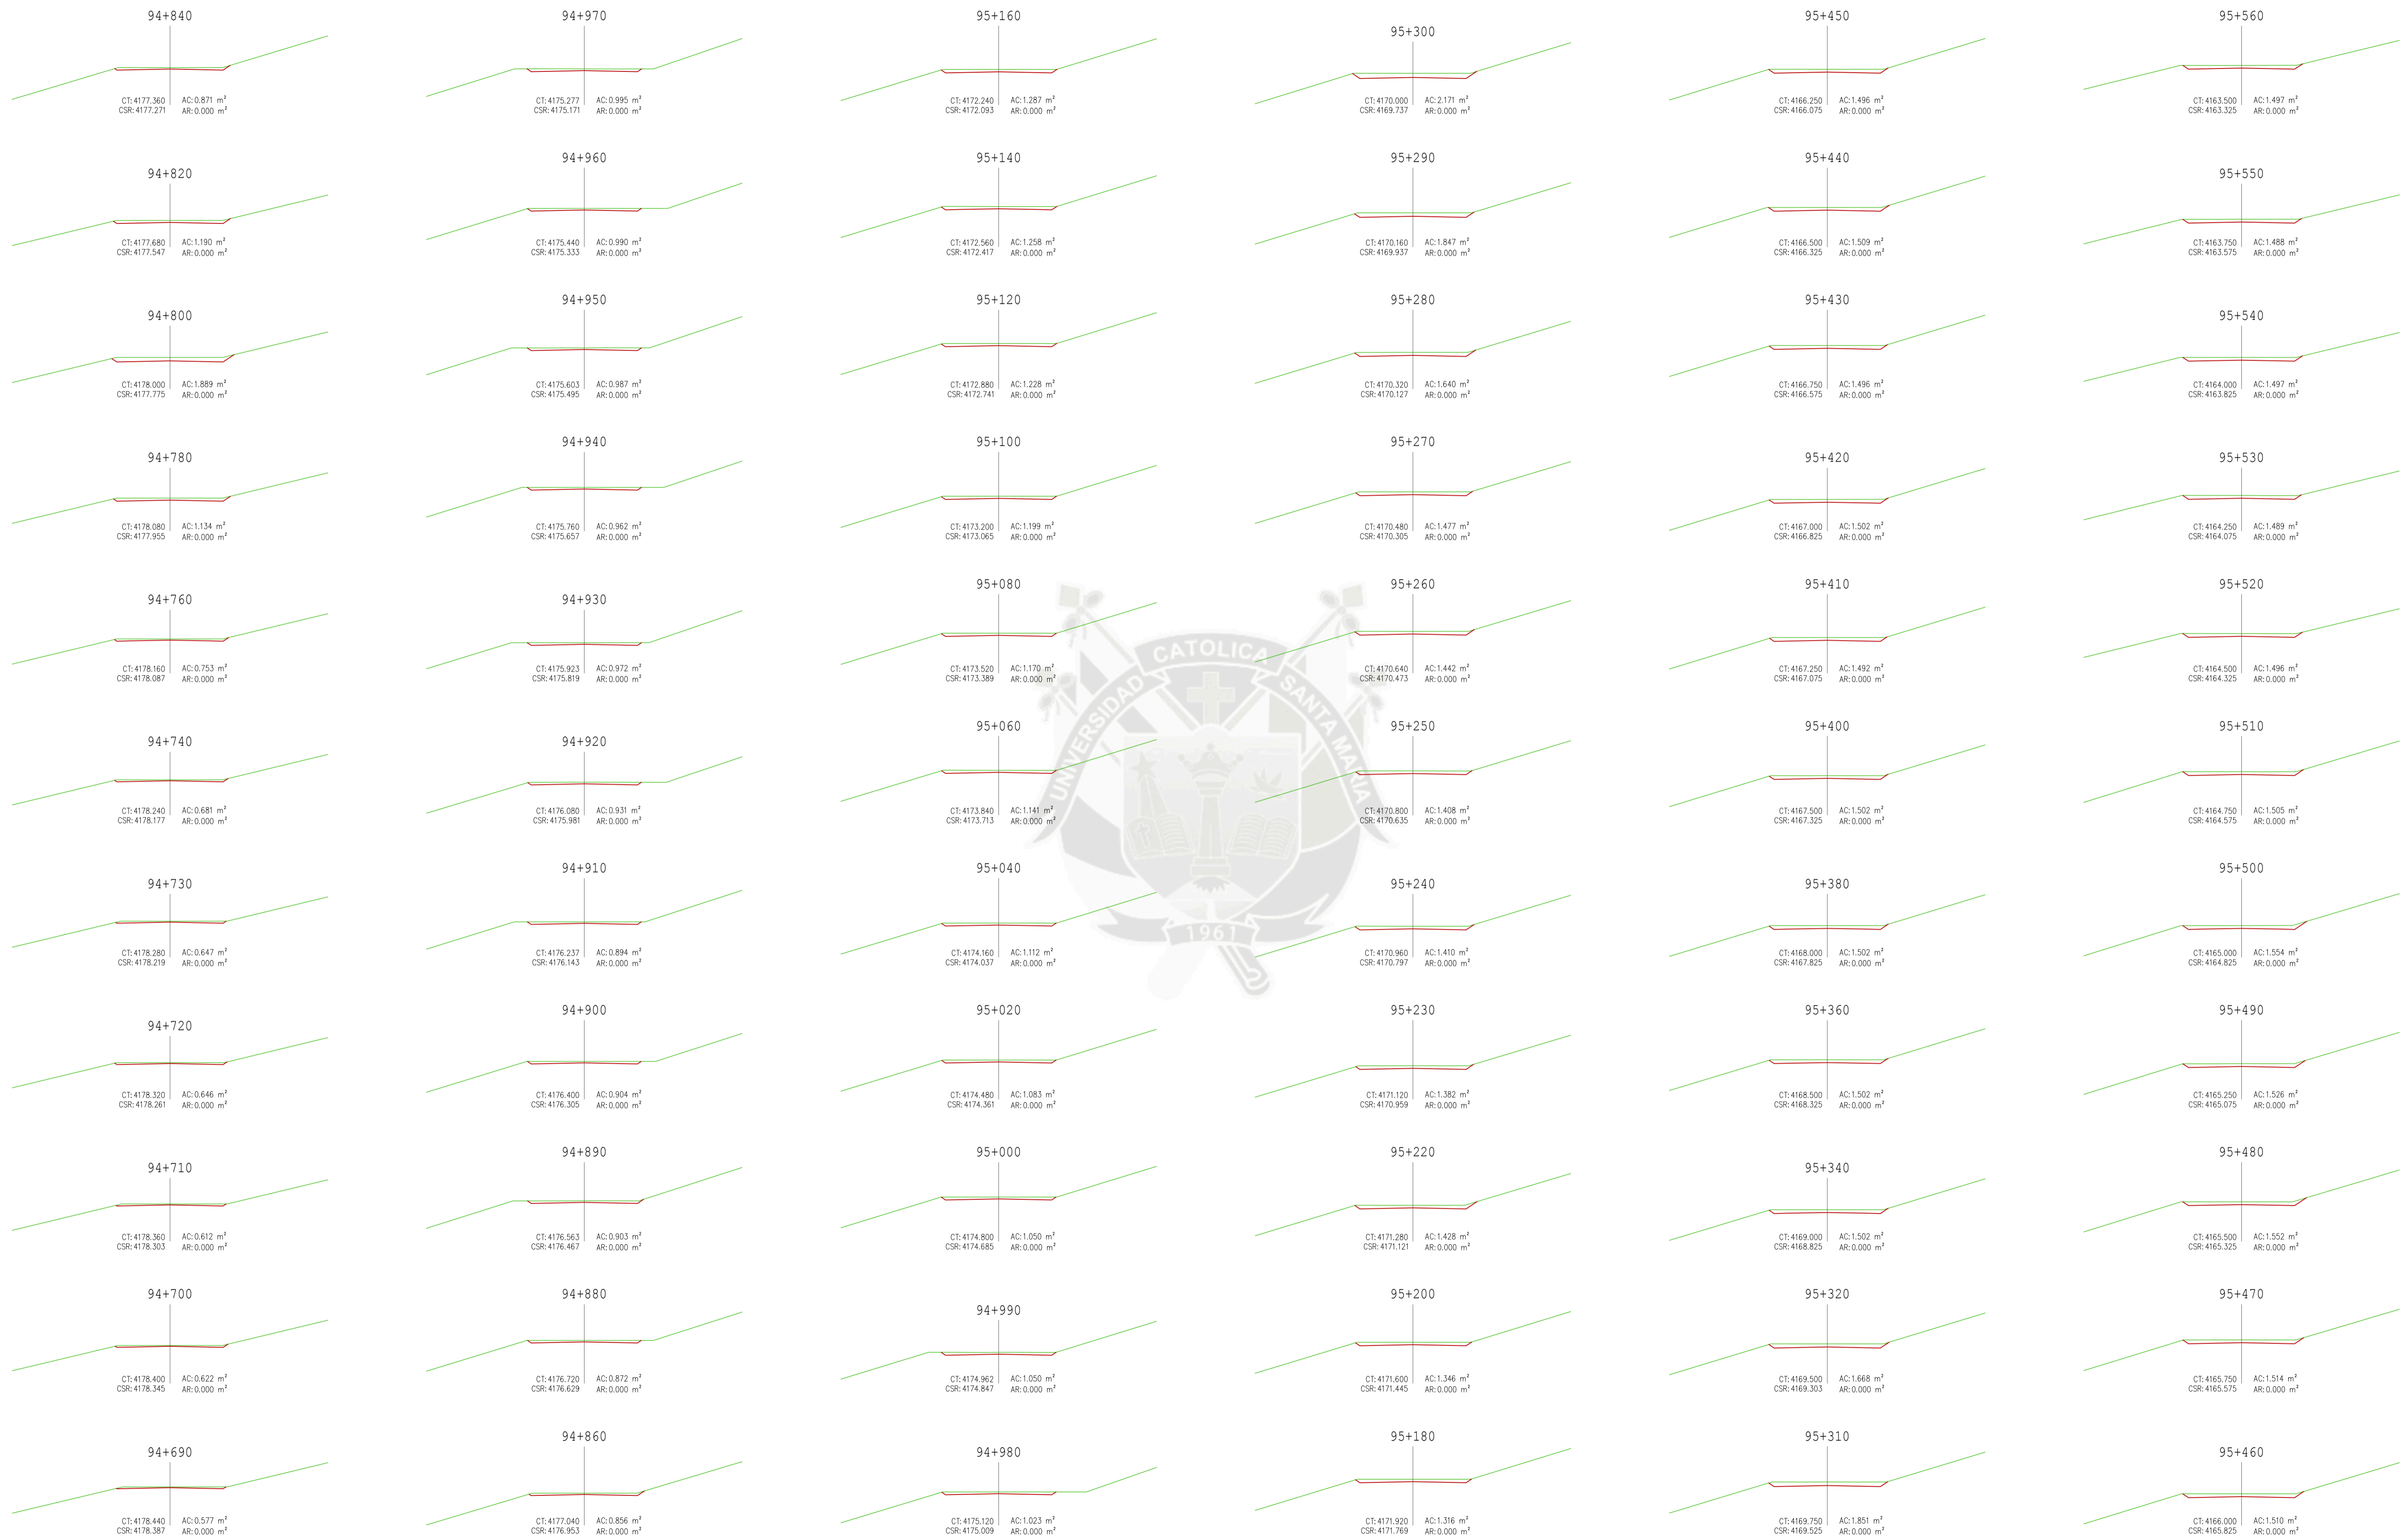 94+840
CT: 4177.360 AC: 0.871 m²
CSR: 4177.271 AR: 0.000 m²
94+820
CT: 4177.680 AC: 1.190 m²
CSR: 4177.547 AR: 0.000 m²
94+800
CT: 4178.000 AC: 1.889 m²
CSR: 4177.775 AR: 0.000 m²
94+780
CT: 4178.080 AC: 1.134 m²
CSR: 4177.955 AR: 0.000 m²
94+760
CT: 4178.160 AC: 0.753 m²
CSR: 4178.087 AR: 0.000 m²
94+740
CT: 4178.240 AC: 0.681 m²
CSR: 4178.177 AR: 0.000 m²
94+730
CT: 4178.280 AC: 0.647 m²
CSR: 4178.219 AR: 0.000 m²
94+720
CT: 4178.320 AC: 0.646 m²
CSR: 4178.261 AR: 0.000 m²
94+710
CT: 4178.360 AC: 0.612 m²
CSR: 4178.303 AR: 0.000 m²
94+700
CT: 4178.400 AC: 0.622 m²
CSR: 4178.345 AR: 0.000 m²
94+690
CT: 4178.440 AC: 0.577 m²
CSR: 4178.387 AR: 0.000 m²
94+970
CT: 4175.277 AC: 0.995 m²
CSR: 4175.171 AR: 0.000 m²
94+960
CT: 4175.440 AC: 0.990 m²
CSR: 4175.333 AR: 0.000 m²
94+950
CT: 4175.603 AC: 0.987 m²
CSR: 4175.495 AR: 0.000 m²
94+940
CT: 4175.760 AC: 0.962 m²
CSR: 4175.657 AR: 0.000 m²
94+930
CT: 4175.923 AC: 0.972 m²
CSR: 4175.819 AR: 0.000 m²
94+920
CT: 4176.080 AC: 0.931 m²
CSR: 4175.981 AR: 0.000 m²
94+910
CT: 4176.237 AC: 0.894 m²
CSR: 4176.143 AR: 0.000 m²
94+900
CT: 4176.400 AC: 0.904 m²
CSR: 4176.305 AR: 0.000 m²
94+890
CT: 4176.563 AC: 0.903 m²
CSR: 4176.467 AR: 0.000 m²
94+880
CT: 4176.720 AC: 0.872 m²
CSR: 4176.629 AR: 0.000 m²
94+860
CT: 4177.040 AC: 0.856 m²
CSR: 4176.953 AR: 0.000 m²
95+160
CT: 4172.240 AC: 1.287 m²
CSR: 4172.093 AR: 0.000 m²
95+140
CT: 4172.560 AC: 1.258 m²
CSR: 4172.417 AR: 0.000 m²
95+120
CT: 4172.880 AC: 1.228 m²
CSR: 4172.741 AR: 0.000 m²
95+100
CT: 4173.200 AC: 1.199 m²
CSR: 4173.065 AR: 0.000 m²
95+080
CT: 4173.520 AC: 1.170 m²
CSR: 4173.389 AR: 0.000 m²
95+060
CT: 4173.840 AC: 1.141 m²
CSR: 4173.713 AR: 0.000 m²
95+040
CT: 4174.160 AC: 1.112 m²
CSR: 4174.037 AR: 0.000 m²
95+020
CT: 4174.480 AC: 1.083 m²
CSR: 4174.361 AR: 0.000 m²
95+000
CT: 4174.800 AC: 1.050 m²
CSR: 4174.685 AR: 0.000 m²
94+990
CT: 4174.962 AC: 1.050 m²
CSR: 4174.847 AR: 0.000 m²
94+980
CT: 4175.120 AC: 1.023 m²
CSR: 4175.009 AR: 0.000 m²
UNIVERSIDAD CATOLICA SANTA MARIA
1961
95+300
CT: 4170.000 AC: 2.171 m²
CSR: 4169.737 AR: 0.000 m²
95+290
CT: 4170.160 AC: 1.847 m²
CSR: 4169.937 AR: 0.000 m²
95+280
CT: 4170.320 AC: 1.640 m²
CSR: 4170.127 AR: 0.000 m²
95+270
CT: 4170.480 AC: 1.477 m²
CSR: 4170.305 AR: 0.000 m²
95+260
CT: 4170.640 AC: 1.442 m²
CSR: 4170.473 AR: 0.000 m²
95+250
CT: 4170.800 AC: 1.408 m²
CSR: 4170.635 AR: 0.000 m²
95+240
CT: 4170.960 AC: 1.410 m²
CSR: 4170.797 AR: 0.000 m²
95+230
CT: 4171.120 AC: 1.382 m²
CSR: 4170.959 AR: 0.000 m²
95+220
CT: 4171.280 AC: 1.428 m²
CSR: 4171.121 AR: 0.000 m²
95+200
CT: 4171.600 AC: 1.346 m²
CSR: 4171.445 AR: 0.000 m²
95+180
CT: 4171.920 AC: 1.316 m²
CSR: 4171.769 AR: 0.000 m²
95+450
CT: 4166.250 AC: 1.496 m²
CSR: 4166.075 AR: 0.000 m²
95+440
CT: 4166.500 AC: 1.509 m²
CSR: 4166.325 AR: 0.000 m²
95+430
CT: 4166.750 AC: 1.496 m²
CSR: 4166.575 AR: 0.000 m²
95+420
CT: 4167.000 AC: 1.502 m²
CSR: 4166.825 AR: 0.000 m²
95+410
CT: 4167.250 AC: 1.492 m²
CSR: 4167.075 AR: 0.000 m²
95+400
CT: 4167.500 AC: 1.502 m²
CSR: 4167.325 AR: 0.000 m²
95+380
CT: 4168.000 AC: 1.502 m²
CSR: 4167.825 AR: 0.000 m²
95+360
CT: 4168.500 AC: 1.502 m²
CSR: 4168.325 AR: 0.000 m²
95+340
CT: 4169.000 AC: 1.502 m²
CSR: 4168.825 AR: 0.000 m²
95+320
CT: 4169.500 AC: 1.668 m²
CSR: 4169.303 AR: 0.000 m²
95+310
CT: 4169.750 AC: 1.851 m²
CSR: 4169.525 AR: 0.000 m²
95+560
CT: 4163.500 AC: 1.497 m²
CSR: 4163.325 AR: 0.000 m²
95+550
CT: 4163.750 AC: 1.488 m²
CSR: 4163.575 AR: 0.000 m²
95+540
CT: 4164.000 AC: 1.497 m²
CSR: 4163.825 AR: 0.000 m²
95+530
CT: 4164.250 AC: 1.489 m²
CSR: 4164.075 AR: 0.000 m²
95+520
CT: 4164.500 AC: 1.496 m²
CSR: 4164.325 AR: 0.000 m²
95+510
CT: 4164.750 AC: 1.505 m²
CSR: 4164.575 AR: 0.000 m²
95+500
CT: 4165.000 AC: 1.554 m²
CSR: 4164.825 AR: 0.000 m²
95+490
CT: 4165.250 AC: 1.526 m²
CSR: 4165.075 AR: 0.000 m²
95+480
CT: 4165.500 AC: 1.552 m²
CSR: 4165.325 AR: 0.000 m²
95+470
CT: 4165.750 AC: 1.514 m²
CSR: 4165.575 AR: 0.000 m²
95+460
CT: 4166.000 AC: 1.510 m²
CSR: 4165.825 AR: 0.000 m²